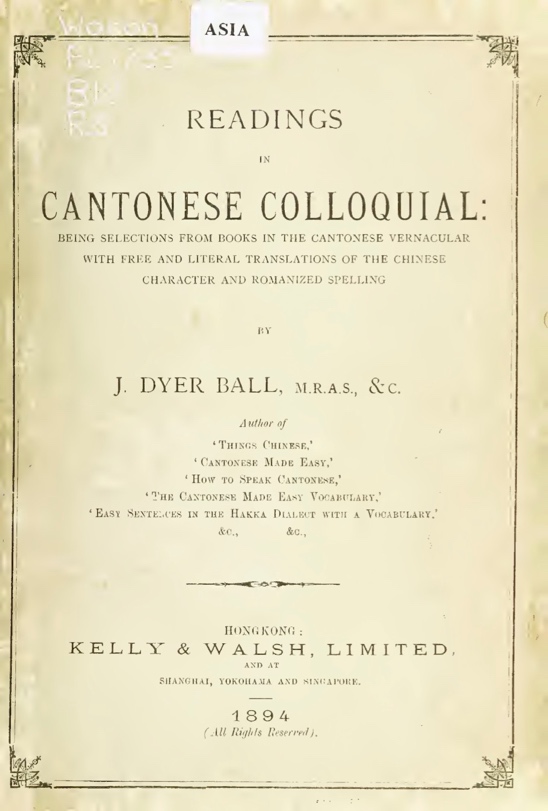 Wason
ASIA
READINGS
IN
CANTONESE COLLOQUIAL:
BEING SELECTIONS FROM BOOKS IN THE CANTONESE VERNACULAR
WITH FREE AND LITERAL TRANSLATIONS OF THE CHINESE
CHARACTER AND ROMANIZED SPELLING
BY
J. DYER BALL, M.R.A.S., &C.
Author of
‘THINGS CHINESE,’
‘CANTONESE MADE EASY,’
‘HOW TO SPEAK CANTONESE,’
‘THE CANTONESE MADE EASY VOCABULARY,’
‘EASY SENTENCES IN THE HAKKA DIALECT WITH A VOCABULARY.’
&c., &c.,
HONGKONG:
KELLY & WALSH, LIMITED,
AND AT
SHANGHAI, YOKOHAMA AND SINGAPORE.
1894
(All Rights Reserved).